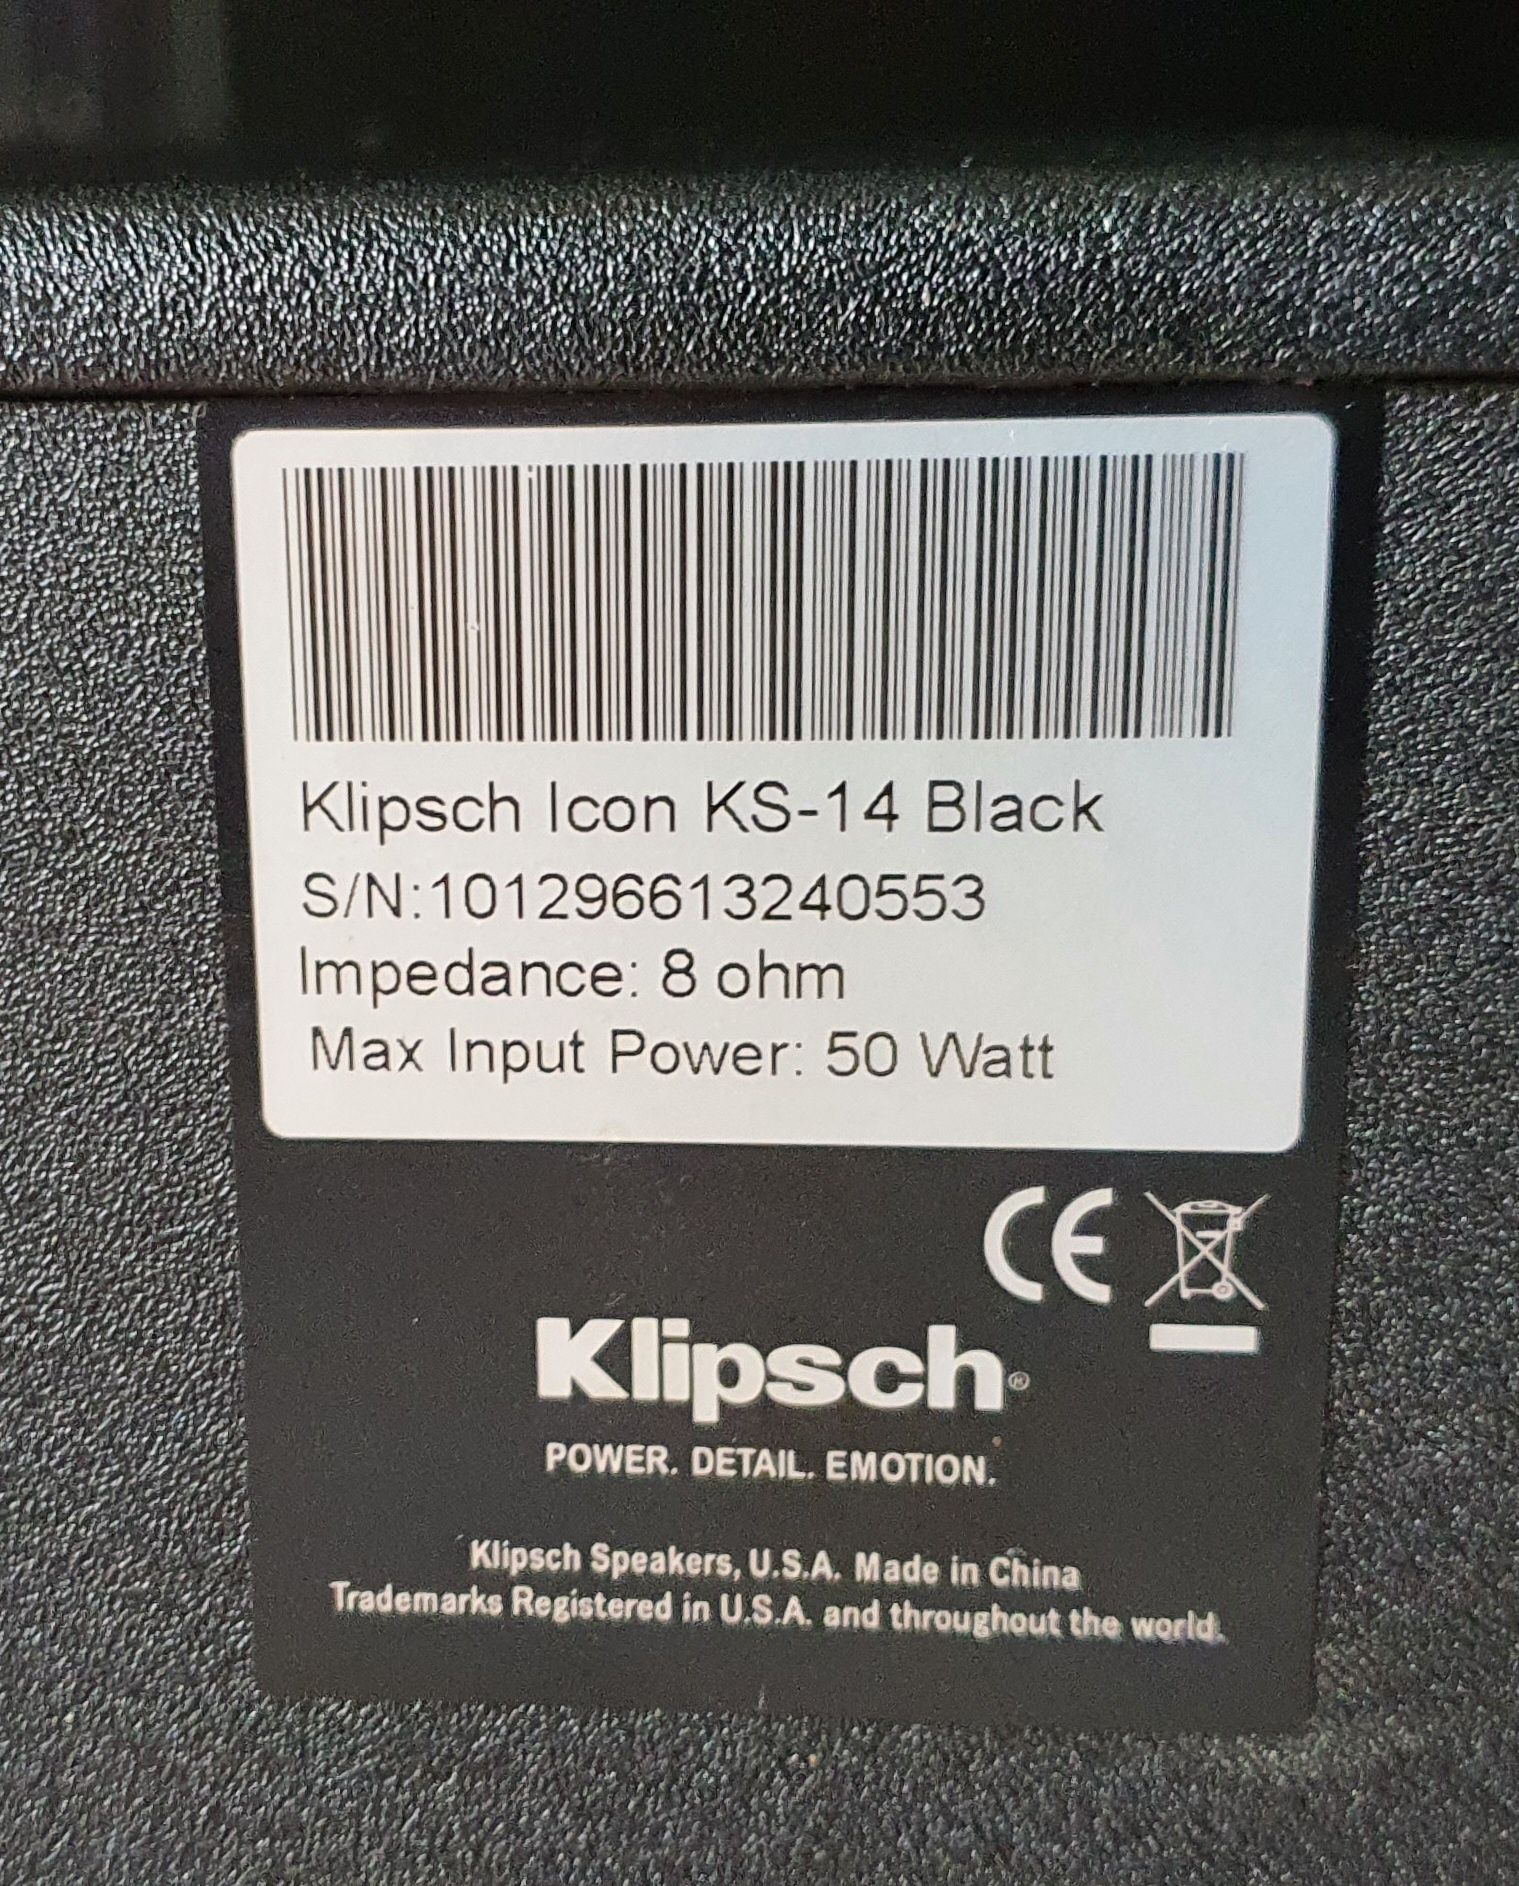 Klipsch Icon KS-14 Black
S/N:101296613240553
Impedance: 8 ohm
Max Input Power: 50 Watt
CE
Klipsch®
POWER. DETAIL. EMOTION.
Klipsch Speakers, U.S.A. Made in China
Trademarks Registered in U.S.A. and throughout the world.